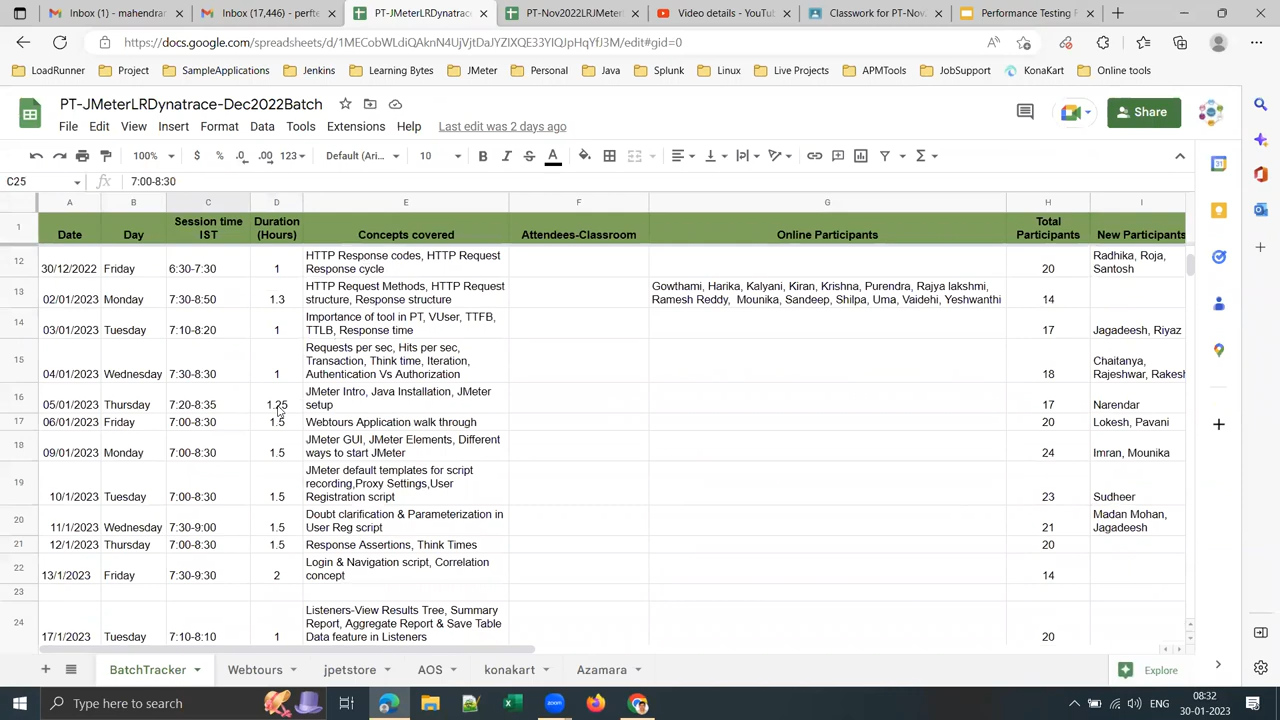 Inbox (1) - mahendrar
Inbox (17,446) - perfte
PT-JMeterLRDynatrace
PT-Nov2022LRJMeter
Video details - YouTu
Classwork for PT-Nov
Performance Testing F
https://docs.google.com/spreadsheets/d/1MECobWLdiQAknN4UjVjtDaJYZlXQE33YlQJpHqYfJ3M/edit#gid=0
LoadRunner
Project
SampleApplications
Jenkins
Learning Bytes
JMeter
Personal
Java
Splunk
Linux
Live Projects
APMTools
JobSupport
KonaKart
Online tools
PT-JMeterLRDynatrace-Dec2022Batch
Share
File Edit View Insert Format Data Tools Extensions Help Last edit was 2 days ago
100% $ % .0 .00 123 Default (Ari... 10 B I S A
C25 fx 7:00-8:30
A B C D E F G H I
1 Date Day Session time IST Duration (Hours) Concepts covered Attendees-Classroom Online Participants Total Participants New Participants
12 30/12/2022 Friday 6:30-7:30 1 HTTP Response codes, HTTP Request Response cycle 20 Radhika, Roja, Santosh
13 02/01/2023 Monday 7:30-8:50 1.3 HTTP Request Methods, HTTP Request structure, Response structure Gowthami, Harika, Kalyani, Kiran, Krishna, Purendra, Rajya lakshmi, Ramesh Reddy, Mounika, Sandeep, Shilpa, Uma, Vaidehi, Yeshwanthi 14
14 03/01/2023 Tuesday 7:10-8:20 1 Importance of tool in PT, VUser, TTFB, TTLB, Response time 17 Jagadeesh, Riyaz
15 04/01/2023 Wednesday 7:30-8:30 1 Requests per sec, Hits per sec, Transaction, Think time, Iteration, Authentication Vs Authorization 18 Chaitanya, Rajeshwar, Rakesh
16 05/01/2023 Thursday 7:20-8:35 1.25 JMeter Intro, Java Installation, JMeter setup 17 Narendar
17 06/01/2023 Friday 7:00-8:30 1.5 Webtours Application walk through 20 Lokesh, Pavani
18 09/01/2023 Monday 7:00-8:30 1.5 JMeter GUI, JMeter Elements, Different ways to start JMeter 24 Imran, Mounika
19 10/1/2023 Tuesday 7:00-8:30 1.5 JMeter default templates for script recording,Proxy Settings,User Registration script 23 Sudheer
20 11/1/2023 Wednesday 7:30-9:00 1.5 Doubt clarification & Parameterization in User Reg script 21 Madan Mohan, Jagadeesh
21 12/1/2023 Thursday 7:00-8:30 1.5 Response Assertions, Think Times 20
22 13/1/2023 Friday 7:30-9:30 2 Login & Navigation script, Correlation concept 14
23
24 17/1/2023 Tuesday 7:10-8:10 1 Listeners-View Results Tree, Summary Report, Aggregate Report & Save Table Data feature in Listeners 20
BatchTracker Webtours jpetstore AOS konakart Azamara Explore
Type here to search
ENG
08:32
30-01-2023